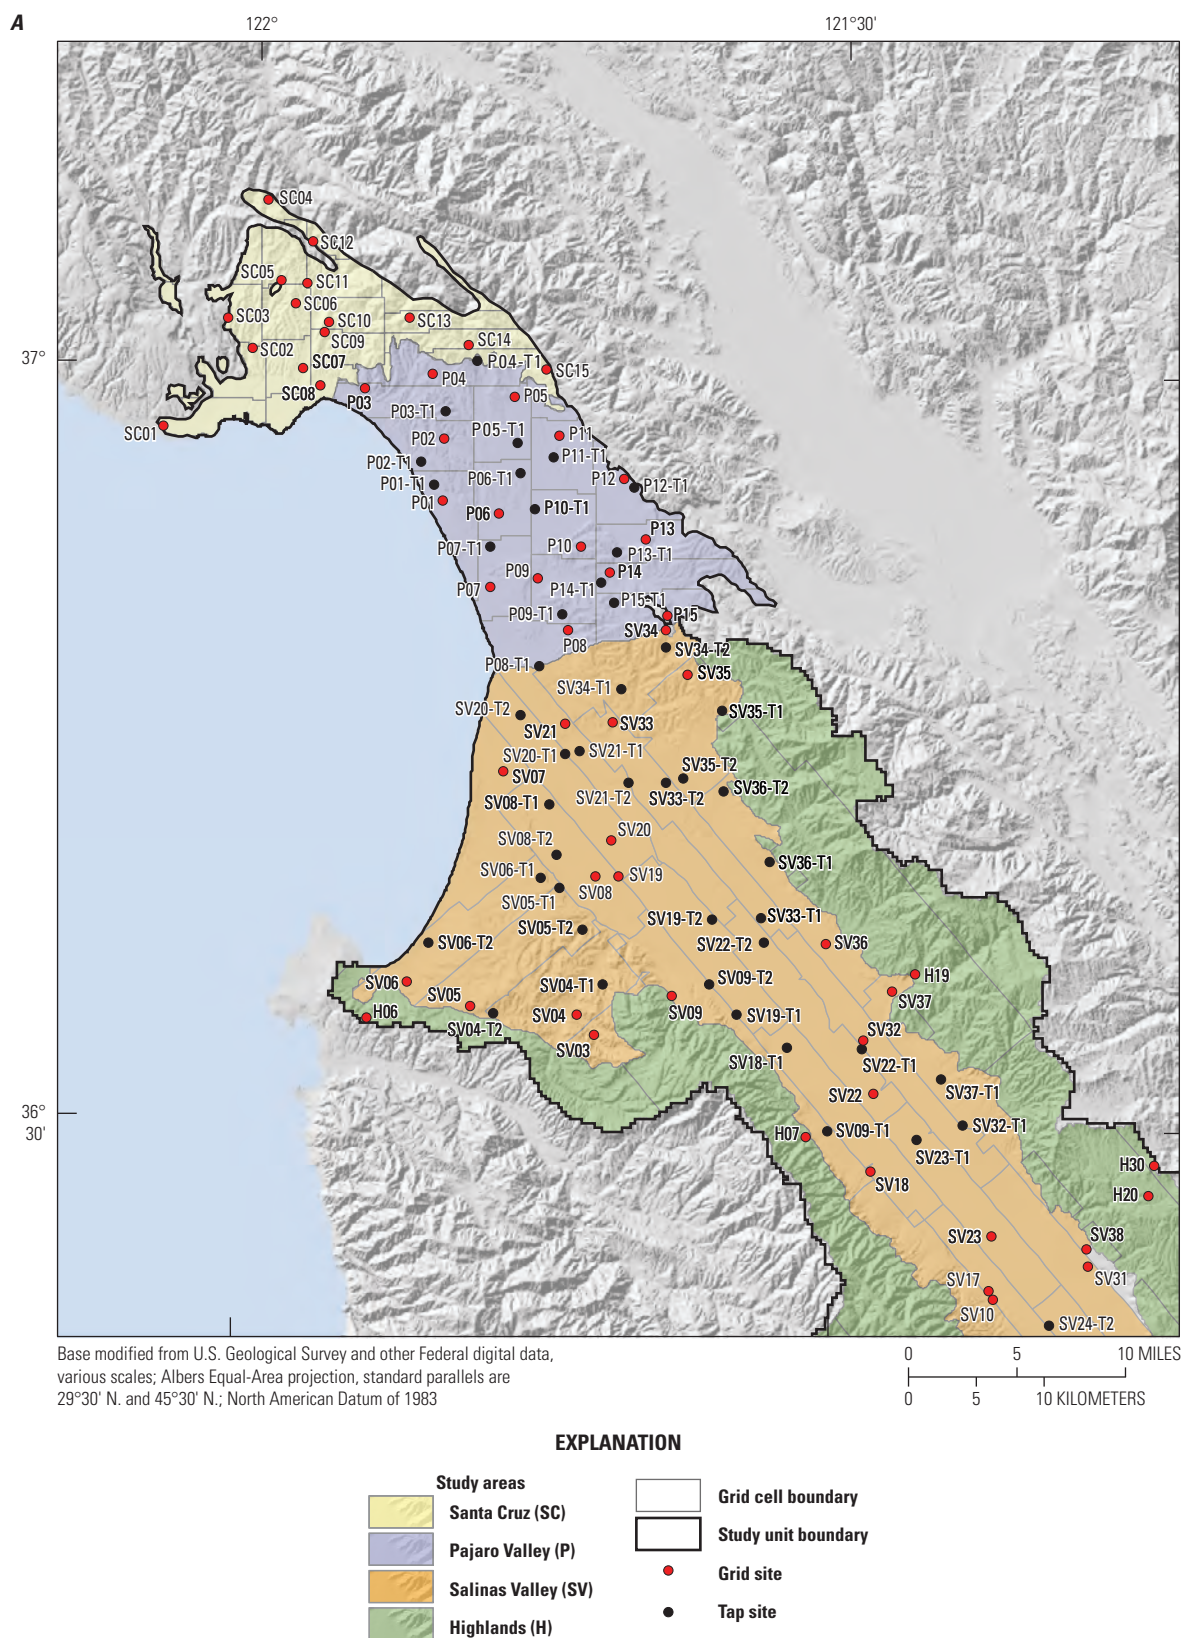 A
122°
121°30'
SC04
SC12
SC05
SC11
SC06
SC03
SC10
SC13
SC09
SC02
SC14
SC07
P04-T1
SC15
P04
SC08
P03
P05
P03-T1
SC01
P05-T1
P11
P02
P02-T1
P11-T1
P06-T1
P12
P01-T1
P12-T1
P01
P06
P10-T1
P13
P07-T1
P10
P13-T1
P09
P14
P07
P14-T1
P15-T1
P09-T1
P15
P08
SV34
SV34-T2
P08-T1
SV35
SV34-T1
SV20-T2
SV35-T1
SV21
SV33
SV20-T1
SV21-T1
SV07
SV35-T2
SV21-T2
SV33-T2
SV36-T2
SV08-T1
SV20
SV08-T2
SV36-T1
SV06-T1
SV08
SV19
SV05-T1
SV19-T2
SV33-T1
SV05-T2
SV06-T2
SV22-T2
SV36
H19
SV06
SV04-T1
SV09-T2
SV37
SV05
SV09
H06
SV04-T2
SV04
SV19-T1
SV03
SV32
SV18-T1
SV22-T1
SV37-T1
SV22
SV32-T1
H07
SV09-T1
SV23-T1
H30
SV18
H20
SV23
SV38
SV31
SV17
SV10
SV24-T2
37°
36°
30'
Base modified from U.S. Geological Survey and other Federal digital data,
various scales; Albers Equal-Area projection, standard parallels are
29°30' N. and 45°30' N.; North American Datum of 1983
0 5 10 MILES
0 5 10 KILOMETERS
EXPLANATION
Study areas
Santa Cruz (SC)
Pajaro Valley (P)
Salinas Valley (SV)
Highlands (H)
Grid cell boundary
Study unit boundary
Grid site
Tap site